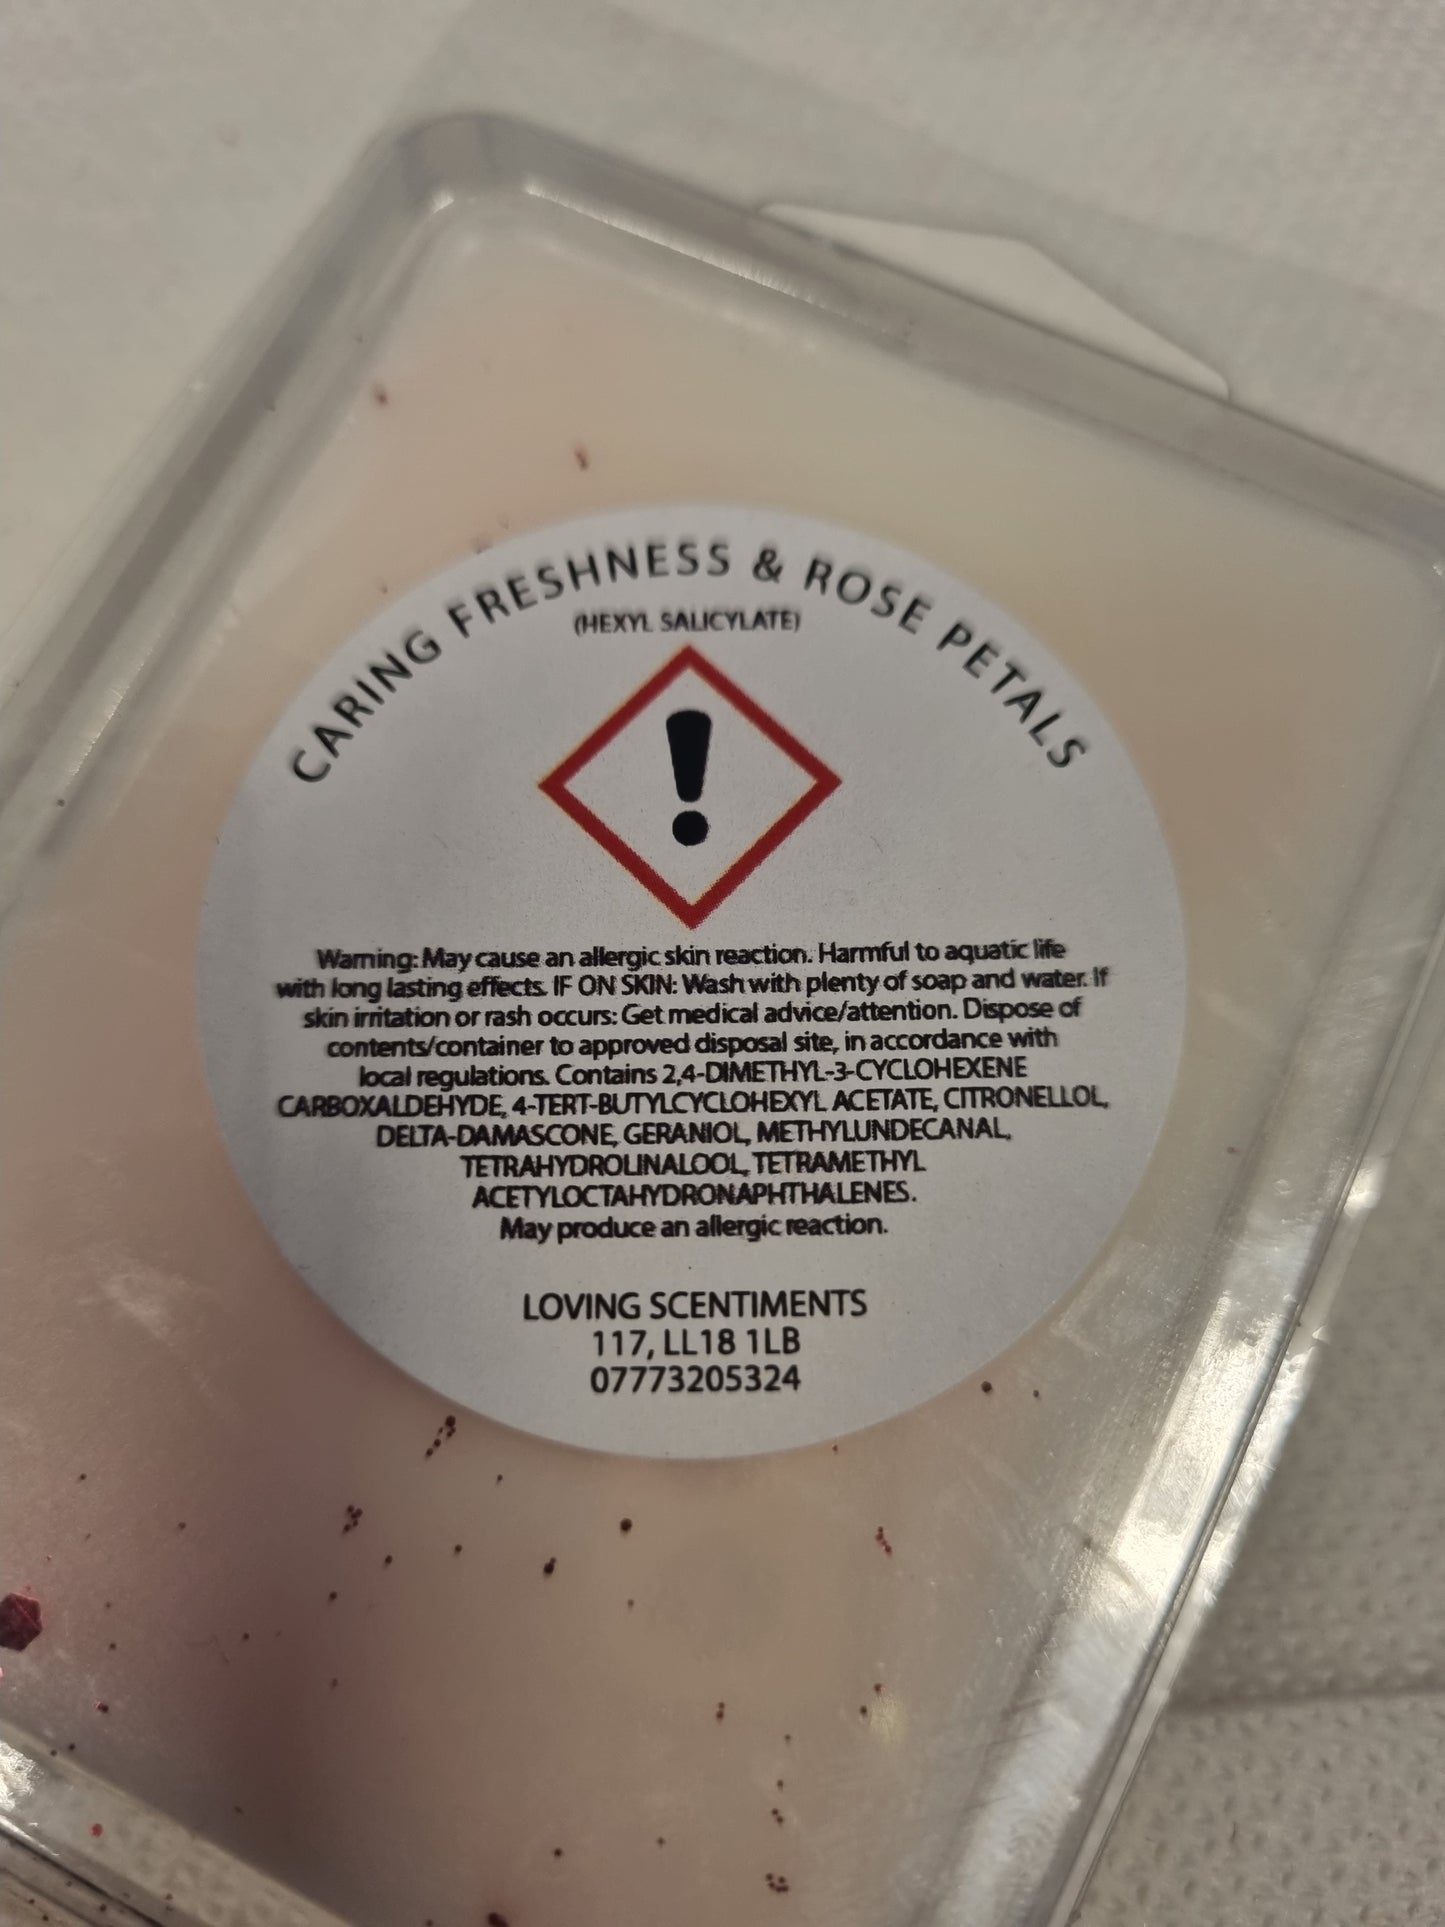 CARING FRESHNESS & ROSE PETALS
(HEXYL SALICYLATE)
Warning: May cause an allergic skin reaction. Harmful to aquatic life
with long lasting effects. IF ON SKIN: Wash with plenty of soap and water. If
skin irritation or rash occurs: Get medical advice/attention. Dispose of
contents/container to approved disposal site, in accordance with
local regulations. Contains 2,4-DIMETHYL-3-CYCLOHEXENE
CARBOXALDEHYDE, 4-TERT-BUTYLCYCLOHEXYL ACETATE, CITRONELLOL,
DELTA-DAMASCONE, GERANIOL, METHYLUNDECANAL,
TETRAHYDROLINALOOL, TETRAMETHYL
ACETYLOCTAHYDRONAPHTHALENES.
May produce an allergic reaction.
LOVING SCENTIMENTS
117, LL18 1LB
07773205324